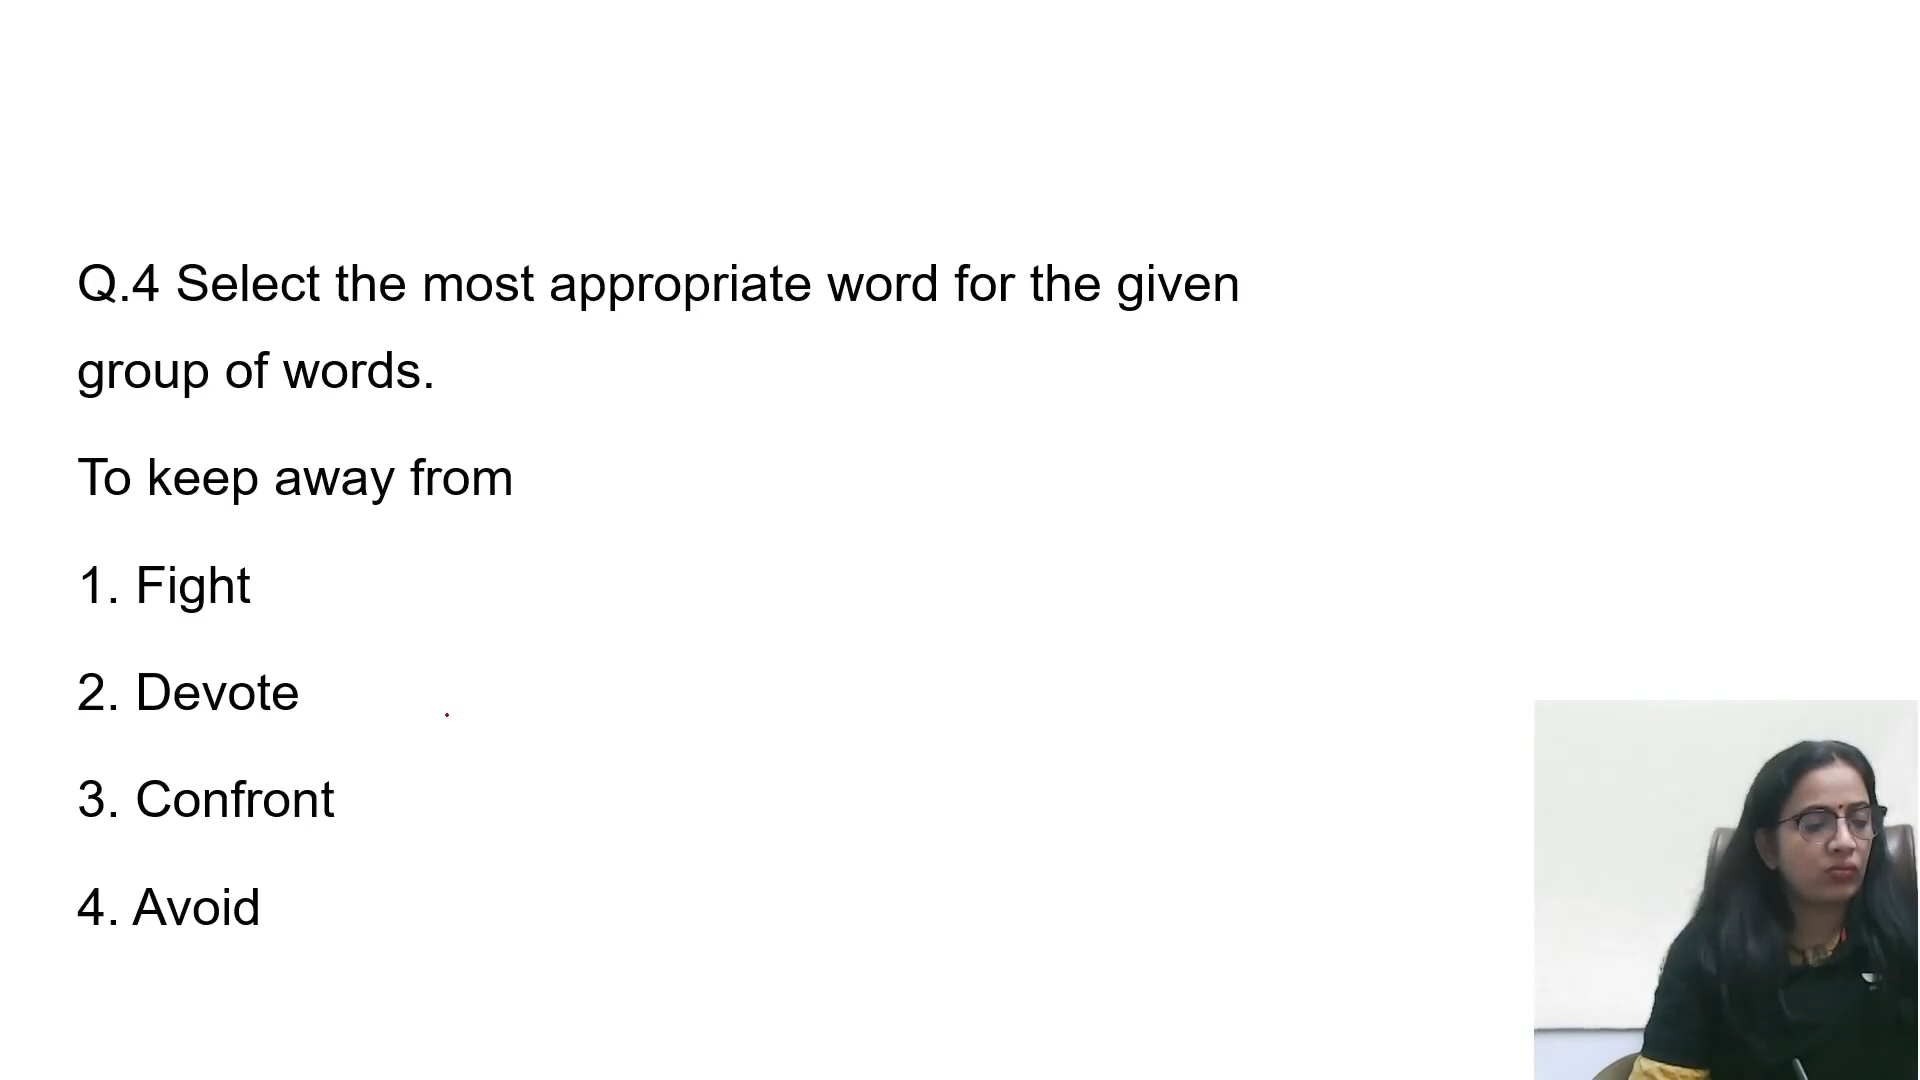 Q.4 Select the most appropriate word for the given
group of words.
To keep away from
1. Fight
2. Devote
3. Confront
4. Avoid